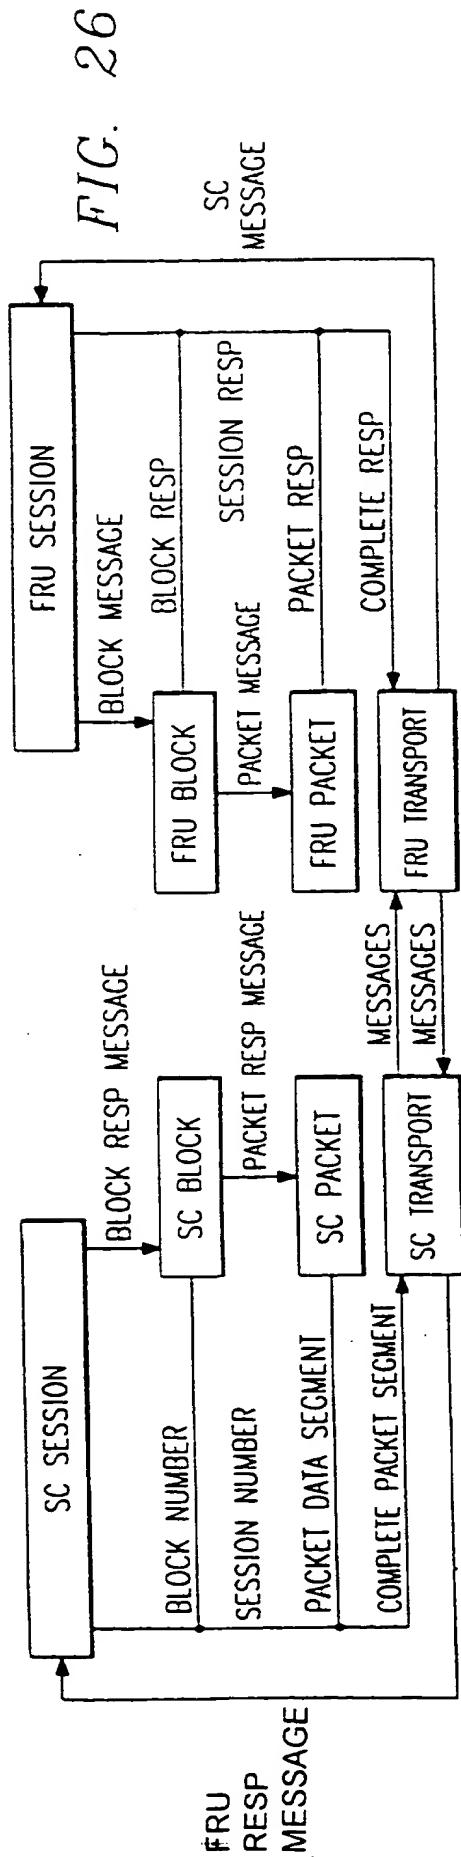 FIG. 26
SC SESSION
BLOCK RESP MESSAGE
BLOCK NUMBER
SC BLOCK
PACKET RESP MESSAGE
SESSION NUMBER
SC PACKET
PACKET DATA SEGMENT
COMPLETE PACKET SEGMENT
SC TRANSPORT
FRU
RESP
MESSAGE
MESSAGES
MESSAGES
FRU SESSION
BLOCK MESSAGE
FRU BLOCK
BLOCK RESP
PACKET MESSAGE
SESSION RESP
FRU PACKET
PACKET RESP
COMPLETE RESP
FRU TRANSPORT
SC
MESSAGE